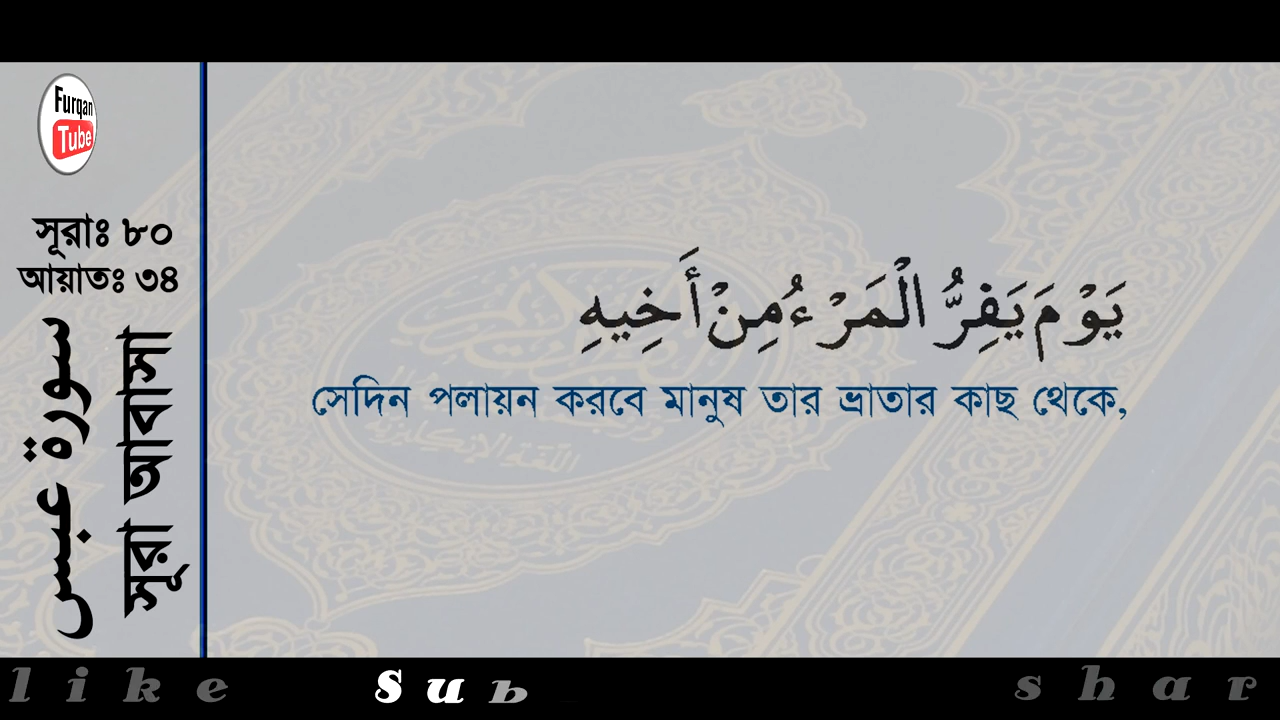 Furqan
Tube
সূরাঃ ৮০
আয়াতঃ ৩৪
سورة عبس
সূরা আবাসা
يَوْمَ يَفِرُّ الْمَرْءُ مِنْ أَخِيهِ
সেদিন পলায়ন করবে মানুষ তার ভ্রাতার কাছ থেকে,
like Sub shar